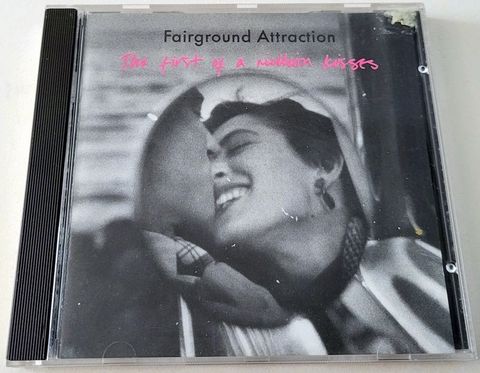 Fairground Attraction
The first of a million kisses